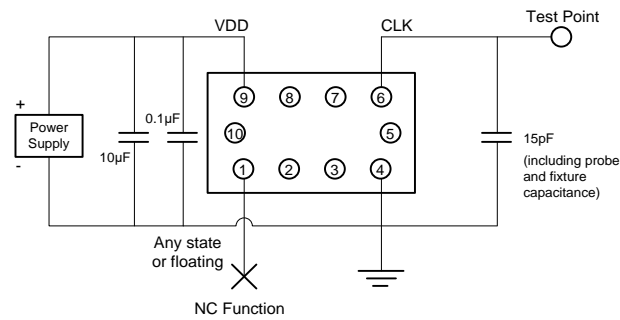 Test Point
VDD
CLK
+
Power
Supply
-
10µF
0.1µF
9
8
7
6
10
5
1
2
3
4
15pF
(including probe
and fixture
capacitance)
Any state
or floating
NC Function